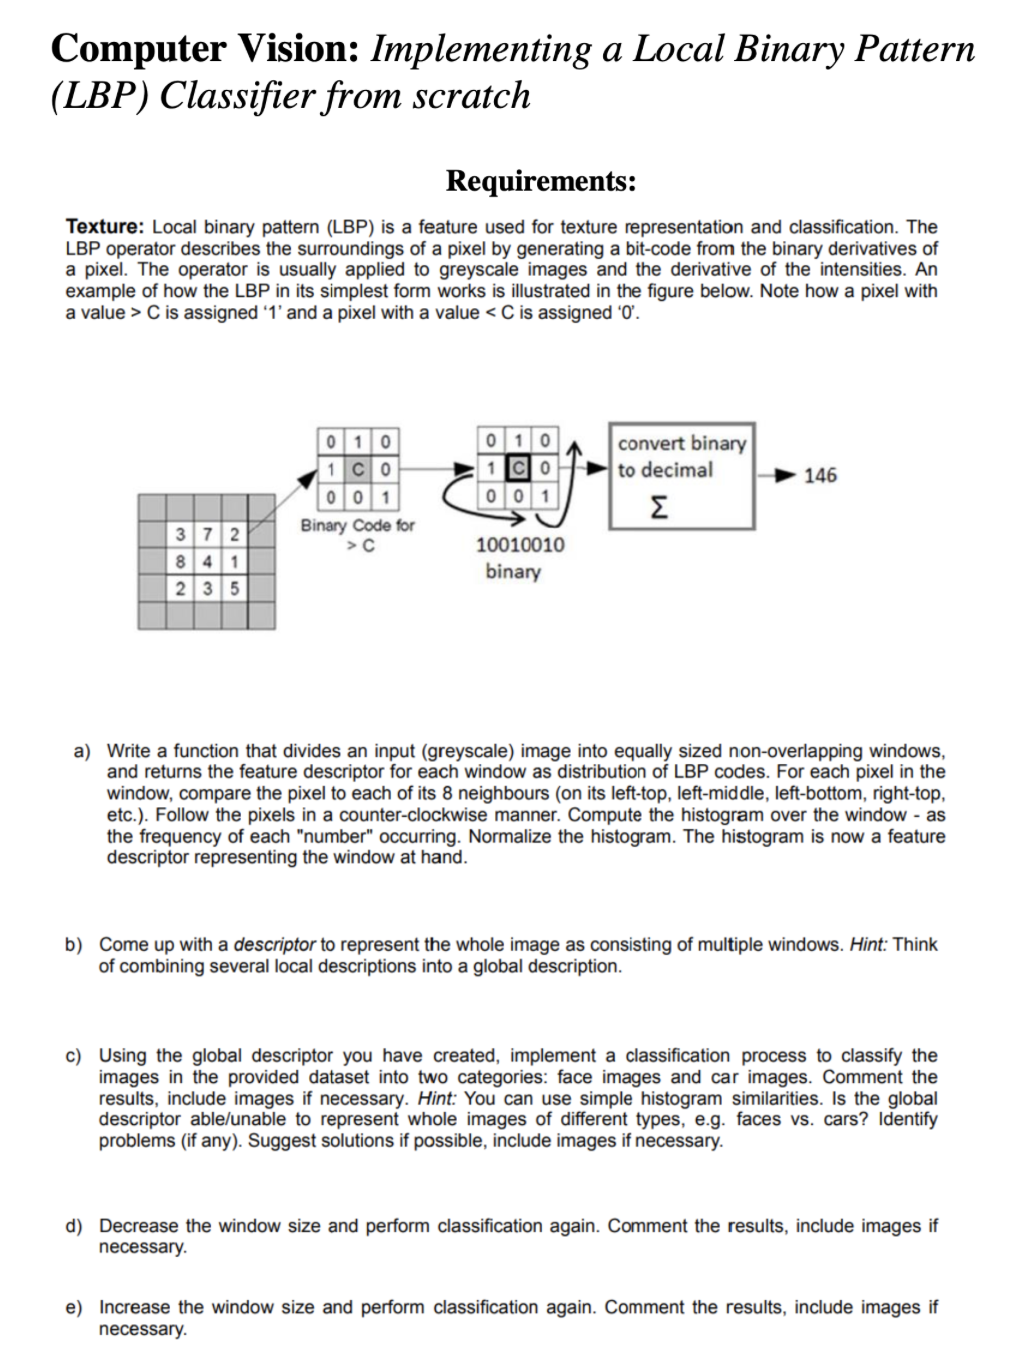 Computer Vision: Implementing a Local Binary Pattern
(LBP) Classifier from scratch
Requirements:
Texture: Local binary pattern (LBP) is a feature used for texture representation and classification. The
LBP operator describes the surroundings of a pixel by generating a bit-code from the binary derivatives of
a pixel. The operator is usually applied to greyscale images and the derivative of the intensities. An
example of how the LBP in its simplest form works is illustrated in the figure below. Note how a pixel with
a value > C is assigned ‘1’ and a pixel with a value < C is assigned ‘0’.
3 7 2
8 4 1
2 3 5
0 1 0
1 C 0
0 0 1
Binary Code for
> C
0 1 0
1 C 0
0 0 1
10010010
binary
convert binary
to decimal
Σ
146
a) Write a function that divides an input (greyscale) image into equally sized non-overlapping windows,
and returns the feature descriptor for each window as distribution of LBP codes. For each pixel in the
window, compare the pixel to each of its 8 neighbours (on its left-top, left-middle, left-bottom, right-top,
etc.). Follow the pixels in a counter-clockwise manner. Compute the histogram over the window - as
the frequency of each "number" occurring. Normalize the histogram. The histogram is now a feature
descriptor representing the window at hand.
b) Come up with a descriptor to represent the whole image as consisting of multiple windows. Hint: Think
of combining several local descriptions into a global description.
c) Using the global descriptor you have created, implement a classification process to classify the
images in the provided dataset into two categories: face images and car images. Comment the
results, include images if necessary. Hint: You can use simple histogram similarities. Is the global
descriptor able/unable to represent whole images of different types, e.g. faces vs. cars? Identify
problems (if any). Suggest solutions if possible, include images if necessary.
d) Decrease the window size and perform classification again. Comment the results, include images if
necessary.
e) Increase the window size and perform classification again. Comment the results, include images if
necessary.